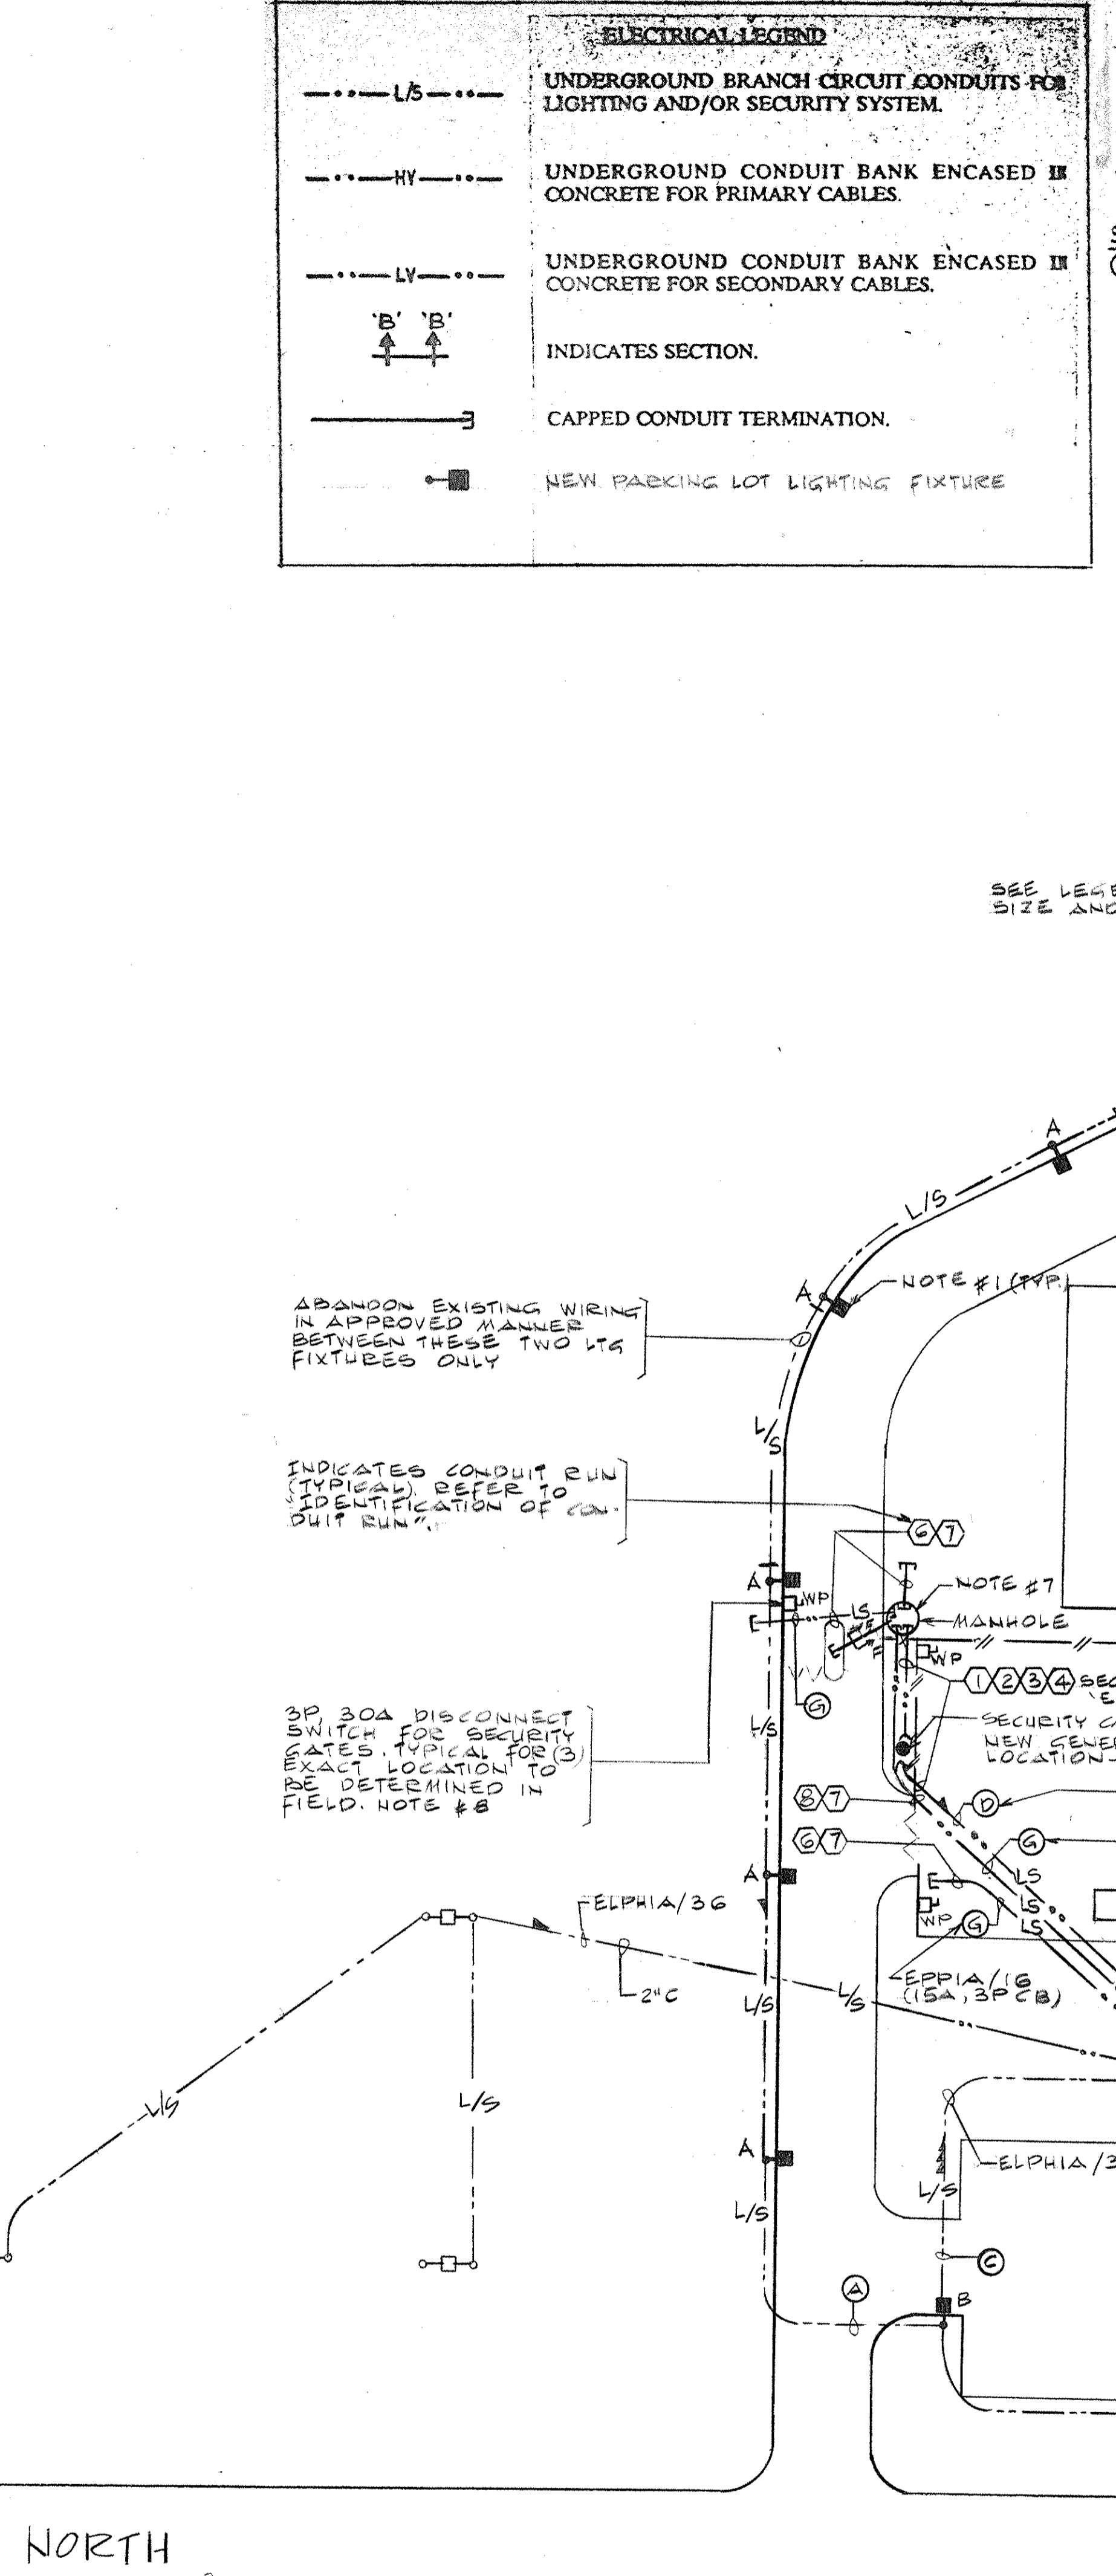 ELECTRICAL LEGEND
L/S
UNDERGROUND BRANCH CIRCUIT CONDUITS FOR
LIGHTING AND/OR SECURITY SYSTEM.
HV
UNDERGROUND CONDUIT BANK ENCASED IN
CONCRETE FOR PRIMARY CABLES.
LV
UNDERGROUND CONDUIT BANK ENCASED IN
CONCRETE FOR SECONDARY CABLES.
'B' 'B'
INDICATES SECTION.
CAPPED CONDUIT TERMINATION.
NEW PARKING LOT LIGHTING FIXTURE
SEE
SIZE
A
L/S
A
NOTE #1 (TYP.)
ABANDON EXISTING WIRING
IN APPROVED MANNER
BETWEEN THESE TWO LTG
FIXTURES ONLY
L/S
INDICATES CONDUIT RUN
(TYPICAL). REFER TO
"IDENTIFICATION OF CON-
DUIT RUN".
6 7
A
NOTE #7
WP
LS
MANHOLE
WP
1 2 3 4
G
3P, 30A DISCONNECT
SWITCH FOR SECURITY
GATES. TYPICAL FOR (3)
EXACT LOCATION TO
BE DETERMINED IN
FIELD. NOTE #8
L/S
SECURITY
NEW
LOCATION
8 7
D
6 7
G
A
LS
LS
LS
ELPHIA/36
WP
G
2"C
EPPIA/16
(15A, 3P CB)
L/S
L/S
L/S
L/S
A
ELPHIA/3
L/S
L/S
C
A
B
NORTH